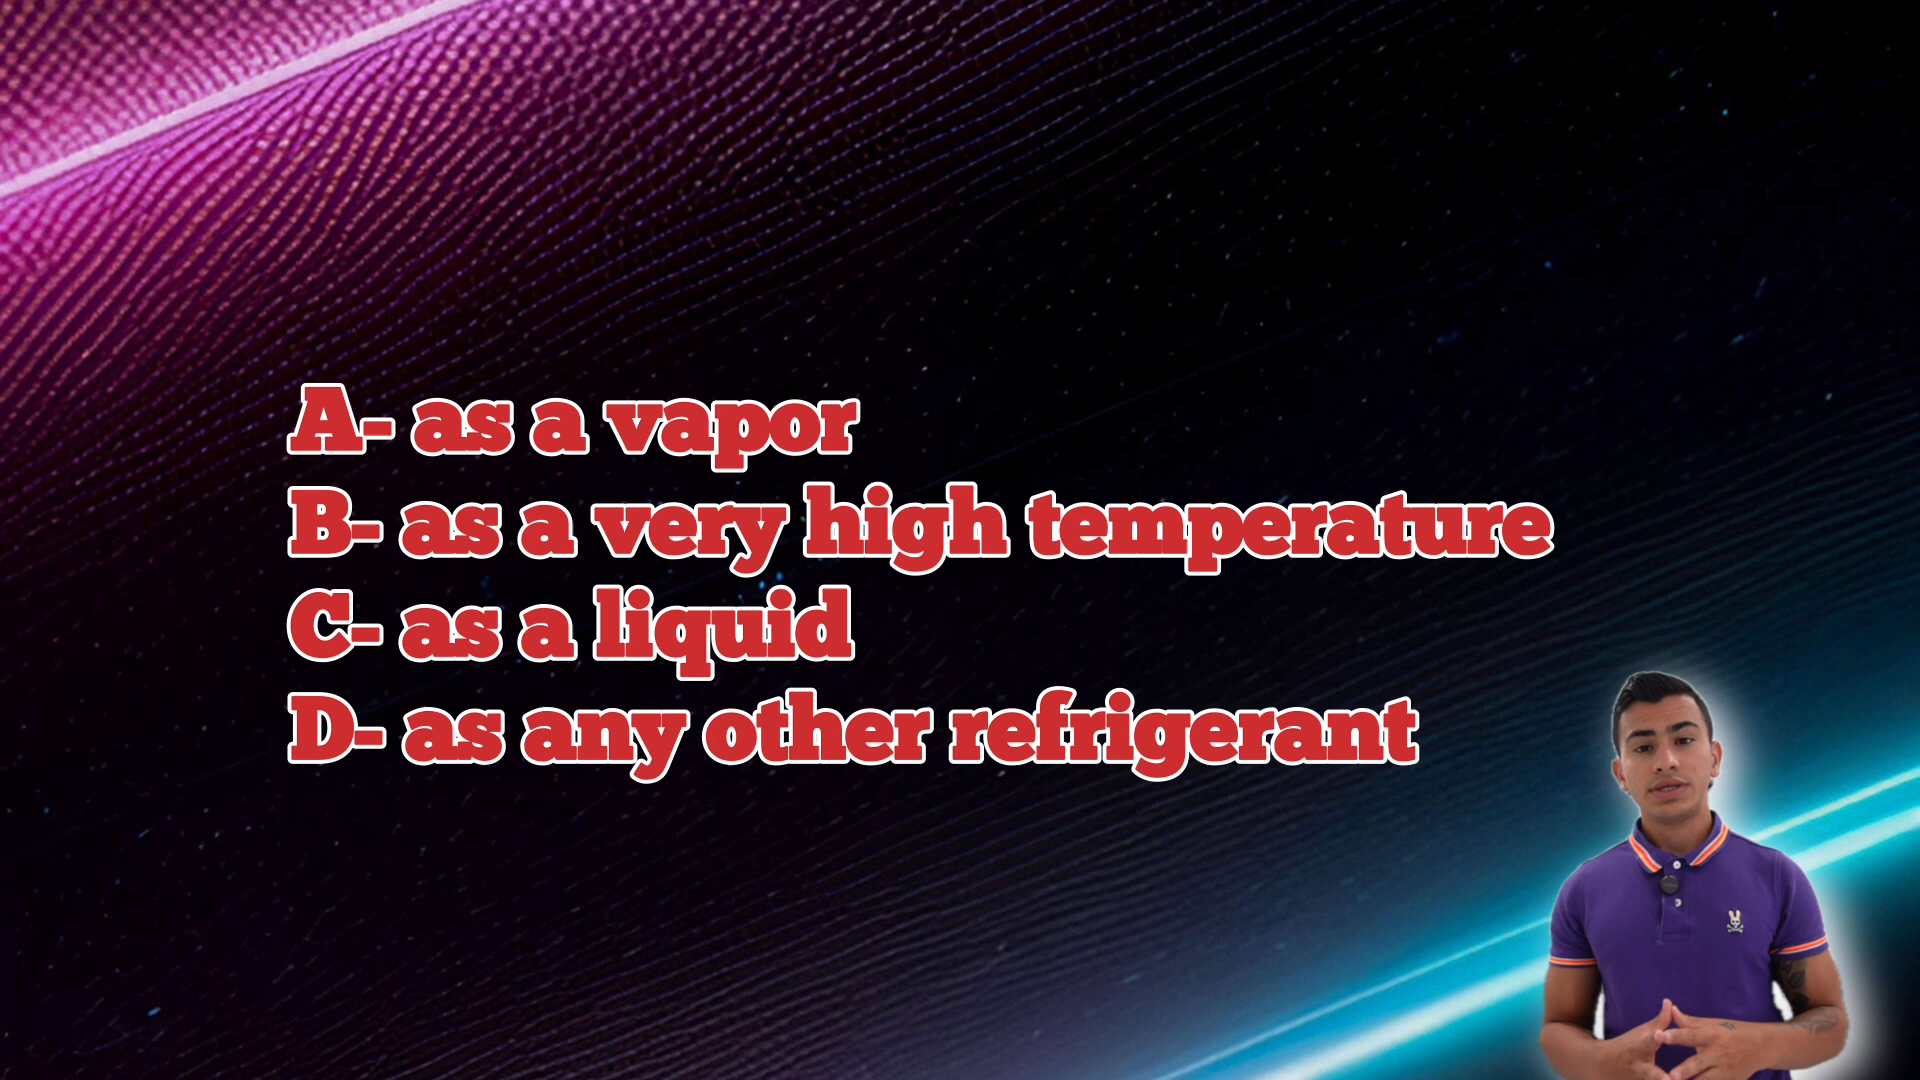 A- as a vapor
B- as a very high temperature
C- as a liquid
D- as any other refrigerant